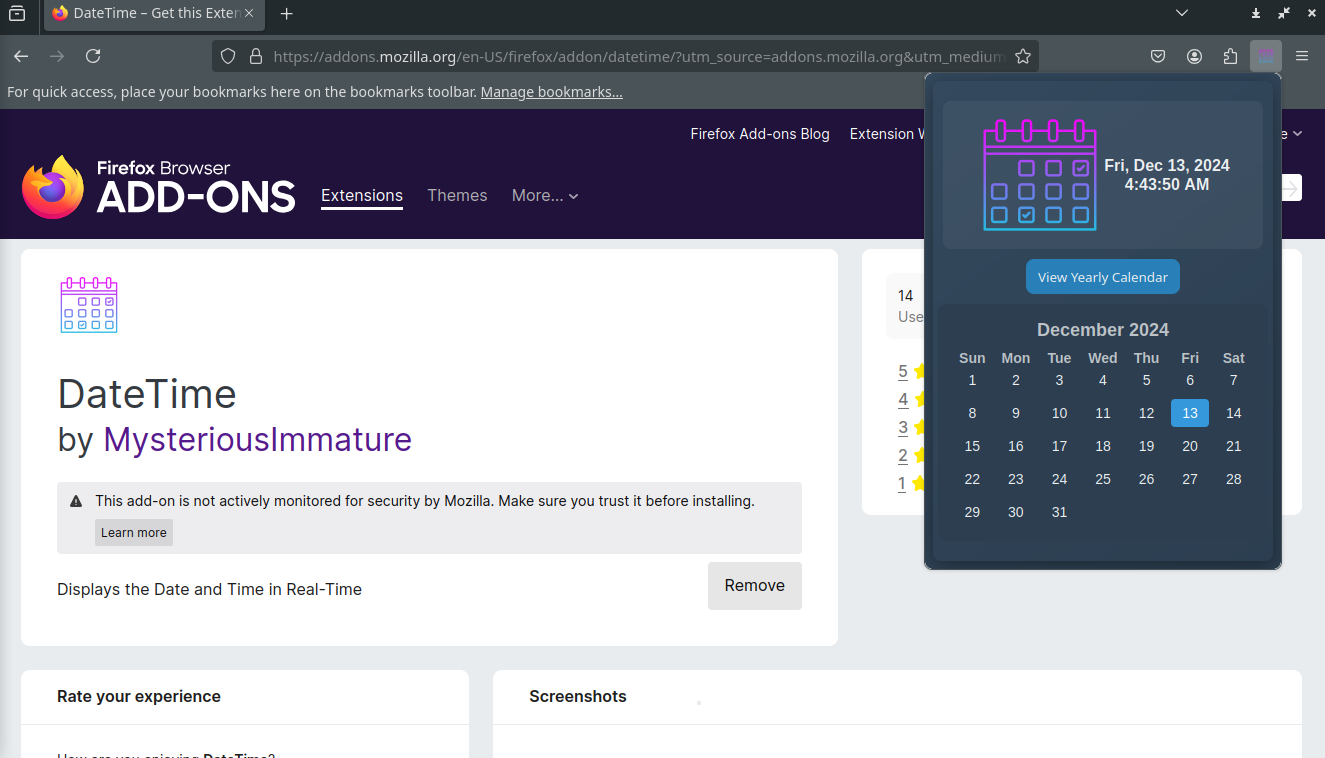 DateTime – Get this Exten
https://addons.mozilla.org/en-US/firefox/addon/datetime/?utm_source=addons.mozilla.org&utm_medium
For quick access, place your bookmarks here on the bookmarks toolbar. Manage bookmarks...
Firefox Add-ons Blog
Extension W
e
Firefox Browser
ADD-ONS
Extensions
Themes
More...
DateTime
by MysteriousImmature
This add-on is not actively monitored for security by Mozilla. Make sure you trust it before installing.
Learn more
Displays the Date and Time in Real-Time
Remove
14
Use
5
4
3
2
1
Fri, Dec 13, 2024
4:43:50 AM
View Yearly Calendar
December 2024
Sun Mon Tue Wed Thu Fri Sat
1 2 3 4 5 6 7
8 9 10 11 12 13 14
15 16 17 18 19 20 21
22 23 24 25 26 27 28
29 30 31
Rate your experience
How are you enjoying DateTime?
Screenshots